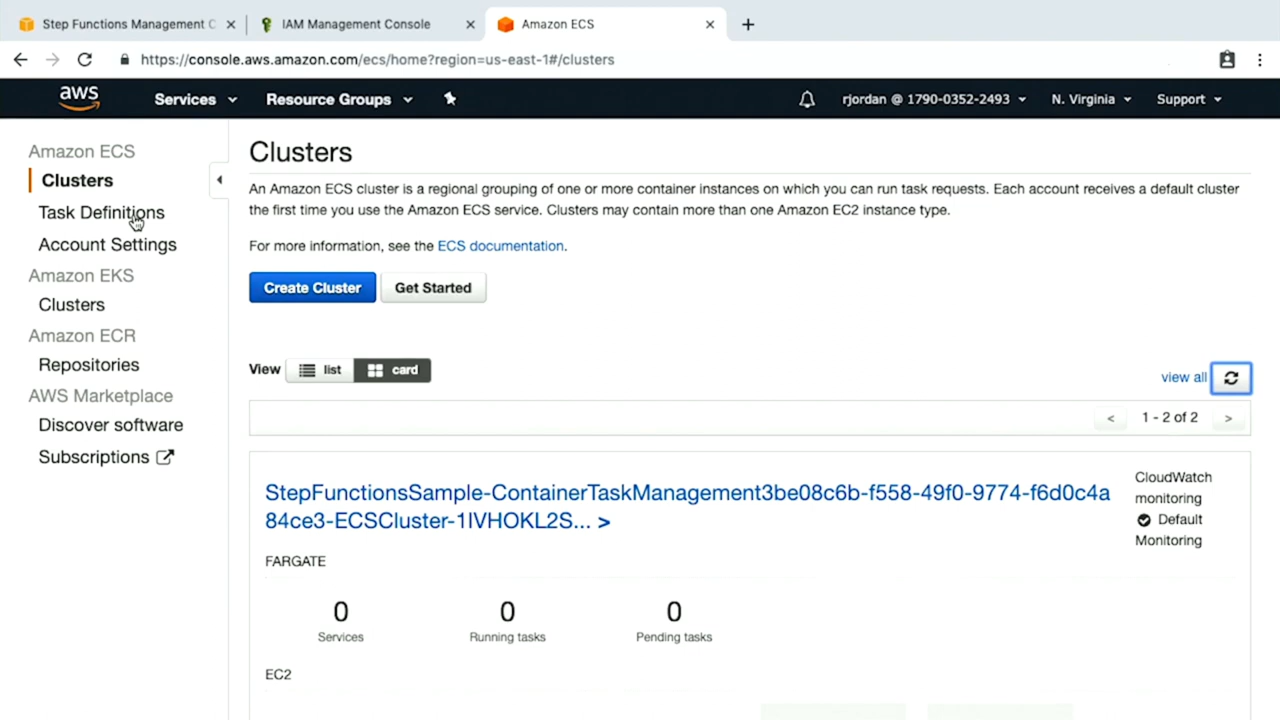 Step Functions Management C
IAM Management Console
Amazon ECS
https://console.aws.amazon.com/ecs/home?region=us-east-1#/clusters
aws
Services
Resource Groups
rjordan @ 1790-0352-2493
N. Virginia
Support
Amazon ECS
Clusters
Task Definitions
Account Settings
Amazon EKS
Clusters
Amazon ECR
Repositories
AWS Marketplace
Discover software
Subscriptions
Clusters
An Amazon ECS cluster is a regional grouping of one or more container instances on which you can run task requests. Each account receives a default cluster
the first time you use the Amazon ECS service. Clusters may contain more than one Amazon EC2 instance type.
For more information, see the ECS documentation.
Create Cluster
Get Started
View
list
card
view all
< 1 - 2 of 2 >
StepFunctionsSample-ContainerTaskManagement3be08c6b-f558-49f0-9774-f6d0c4a
84ce3-ECSCluster-1IVHOKL2S... >
CloudWatch
monitoring
Default
Monitoring
FARGATE
0 0 0
Services Running tasks Pending tasks
EC2